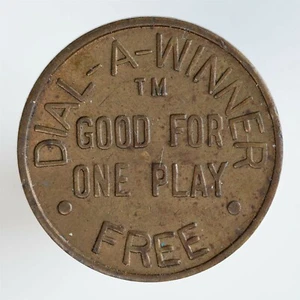 DIAL-A-WINNER
TM
GOOD FOR
ONE PLAY
• FREE •